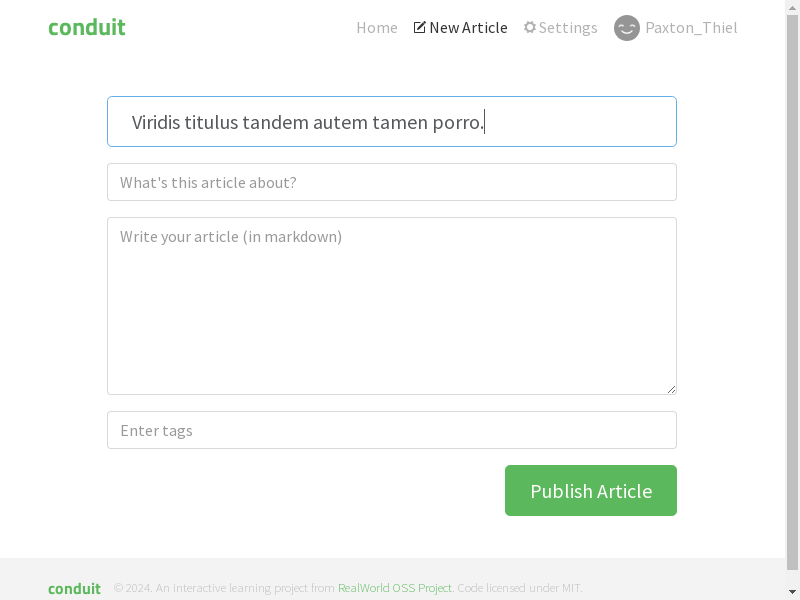 conduit
Home New Article Settings Paxton_Thiel
Viridis titulus tandem autem tamen porro.
What's this article about?
Write your article (in markdown)
Enter tags
Publish Article
conduit © 2024. An interactive learning project from RealWorld OSS Project. Code licensed under MIT.